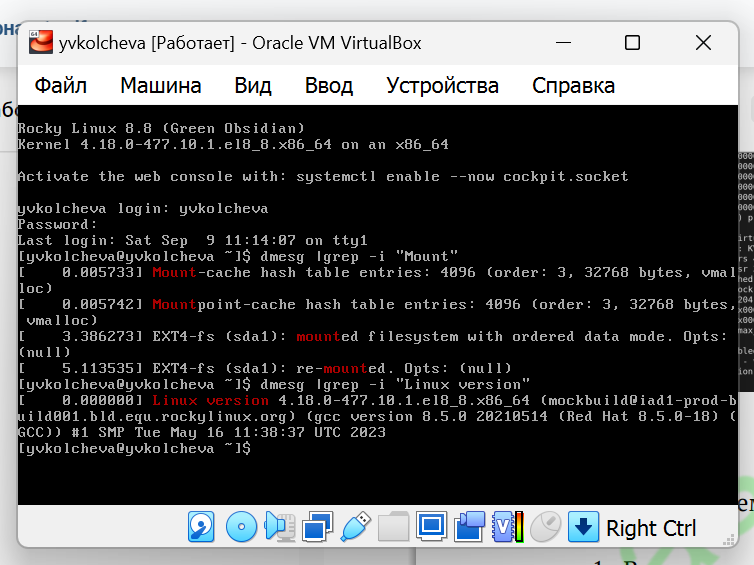 yvkolcheva [Работает] - Oracle VM VirtualBox
Файл Машина Вид Ввод Устройства Справка
Rocky Linux 8.8 (Green Obsidian)
Kernel 4.18.0-477.10.1.el8_8.x86_64 on an x86_64
Activate the web console with: systemctl enable --now cockpit.socket
yvkolcheva login: yvkolcheva
Password:
Last login: Sat Sep  9 11:14:07 on tty1
[yvkolcheva@yvkolcheva ~]$ dmesg |grep -i "Mount"
[    0.005733] Mount-cache hash table entries: 4096 (order: 3, 32768 bytes, vmal
loc)
[    0.005742] Mountpoint-cache hash table entries: 4096 (order: 3, 32768 bytes,
 vmalloc)
[    3.386273] EXT4-fs (sda1): mounted filesystem with ordered data mode. Opts:
(null)
[    5.113535] EXT4-fs (sda1): re-mounted. Opts: (null)
[yvkolcheva@yvkolcheva ~]$ dmesg |grep -i "Linux version"
[    0.000000] Linux version 4.18.0-477.10.1.el8_8.x86_64 (mockbuild@iad1-prod-b
uild001.bld.equ.rockylinux.org) (gcc version 8.5.0 20210514 (Red Hat 8.5.0-18) (
GCC)) #1 SMP Tue May 16 11:38:37 UTC 2023
[yvkolcheva@yvkolcheva ~]$
Right Ctrl